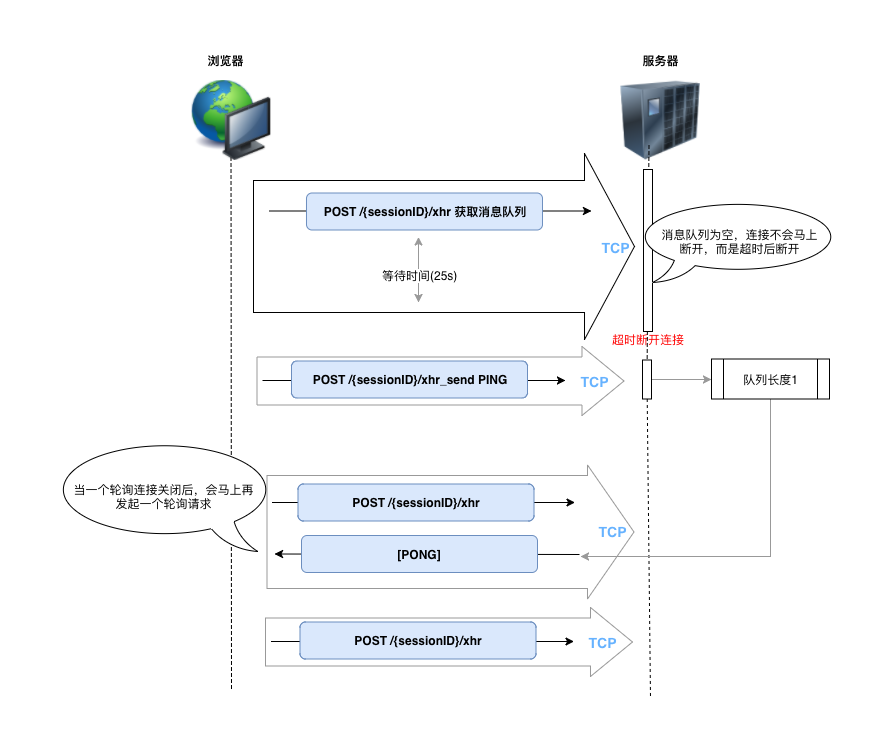 浏览器
服务器
POST /{sessionID}/xhr 获取消息队列
TCP
消息队列为空，连接不会马上
断开，而是超时后断开
等待时间(25s)
超时断开连接
POST /{sessionID}/xhr_send PING
TCP
队列长度1
当一个轮询连接关闭后，会马上再
发起一个轮询请求
POST /{sessionID}/xhr
TCP
[PONG]
POST /{sessionID}/xhr
TCP